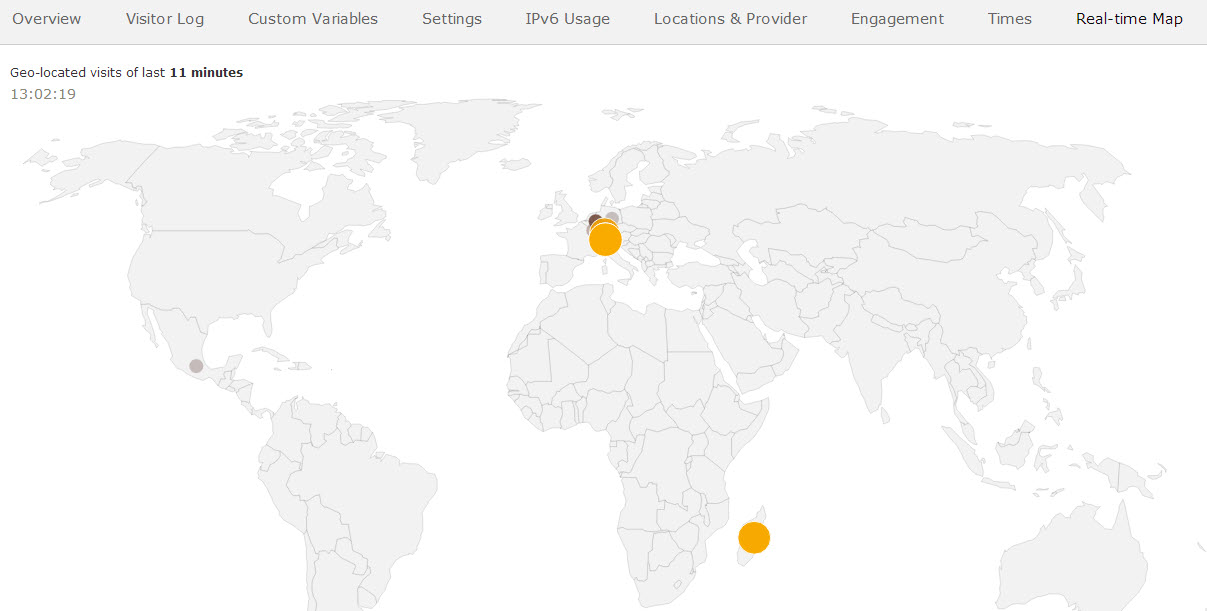 Overview Visitor Log Custom Variables Settings IPv6 Usage Locations & Provider Engagement Times Real-time Map
Geo-located visits of last 11 minutes
13:02:19